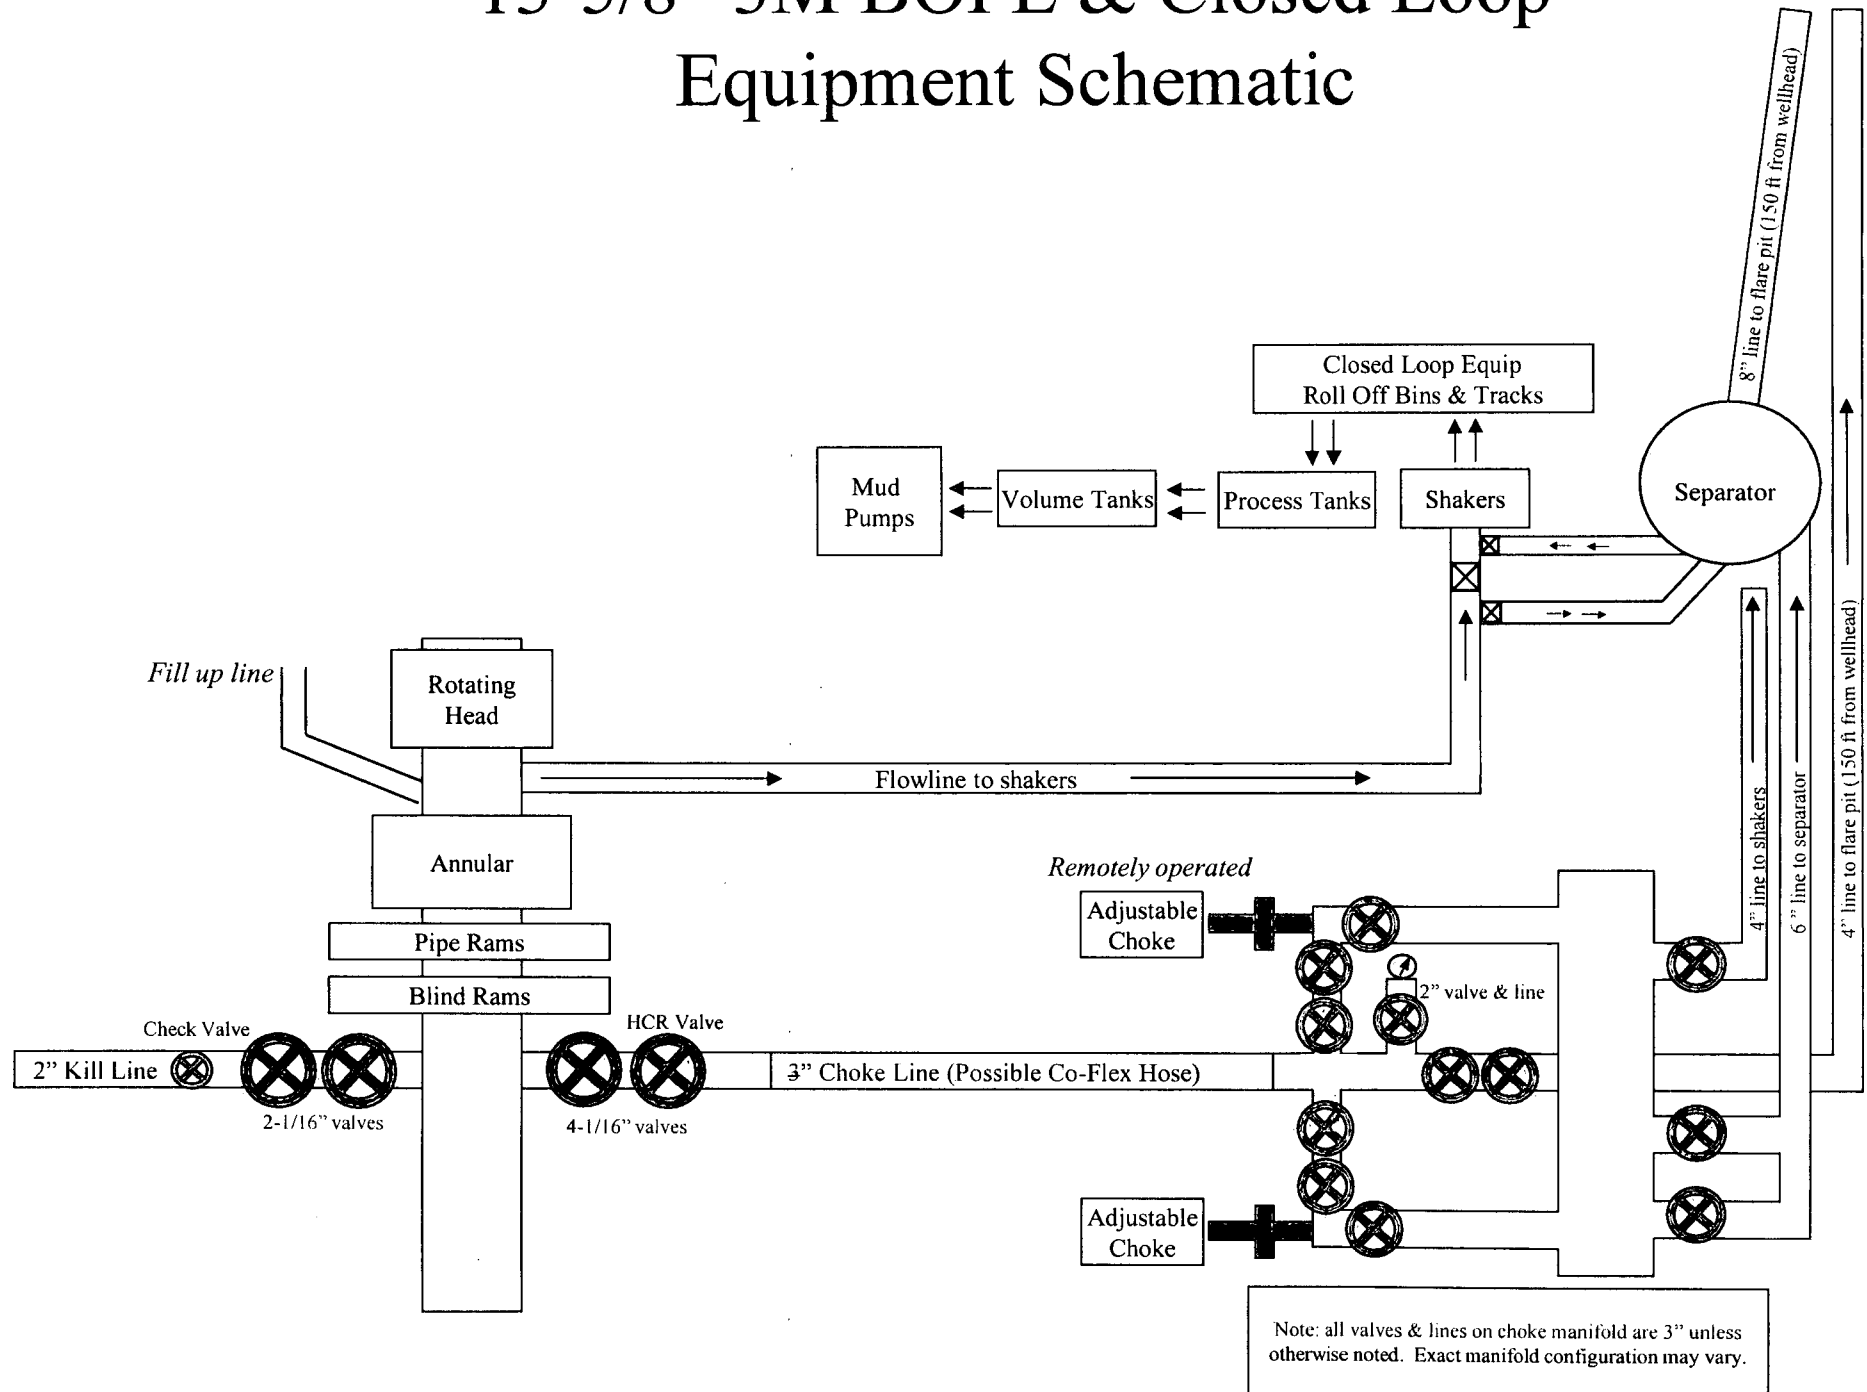 Equipment Schematic
8” line to flare pit (150 ft from wellhead)
Closed Loop Equip
Roll Off Bins & Tracks
Mud
Pumps
Volume Tanks
Process Tanks
Shakers
Separator
Fill up line
Rotating
Head
Flowline to shakers
4” line to shakers
6” line to separator
4” line to flare pit (150 ft from wellhead)
Annular
Remotely operated
Adjustable
Choke
Pipe Rams
Blind Rams
2” valve & line
Check Valve
HCR Valve
2” Kill Line
3” Choke Line (Possible Co-Flex Hose)
2-1/16” valves
4-1/16” valves
Adjustable
Choke
Note: all valves & lines on choke manifold are 3” unless
otherwise noted. Exact manifold configuration may vary.